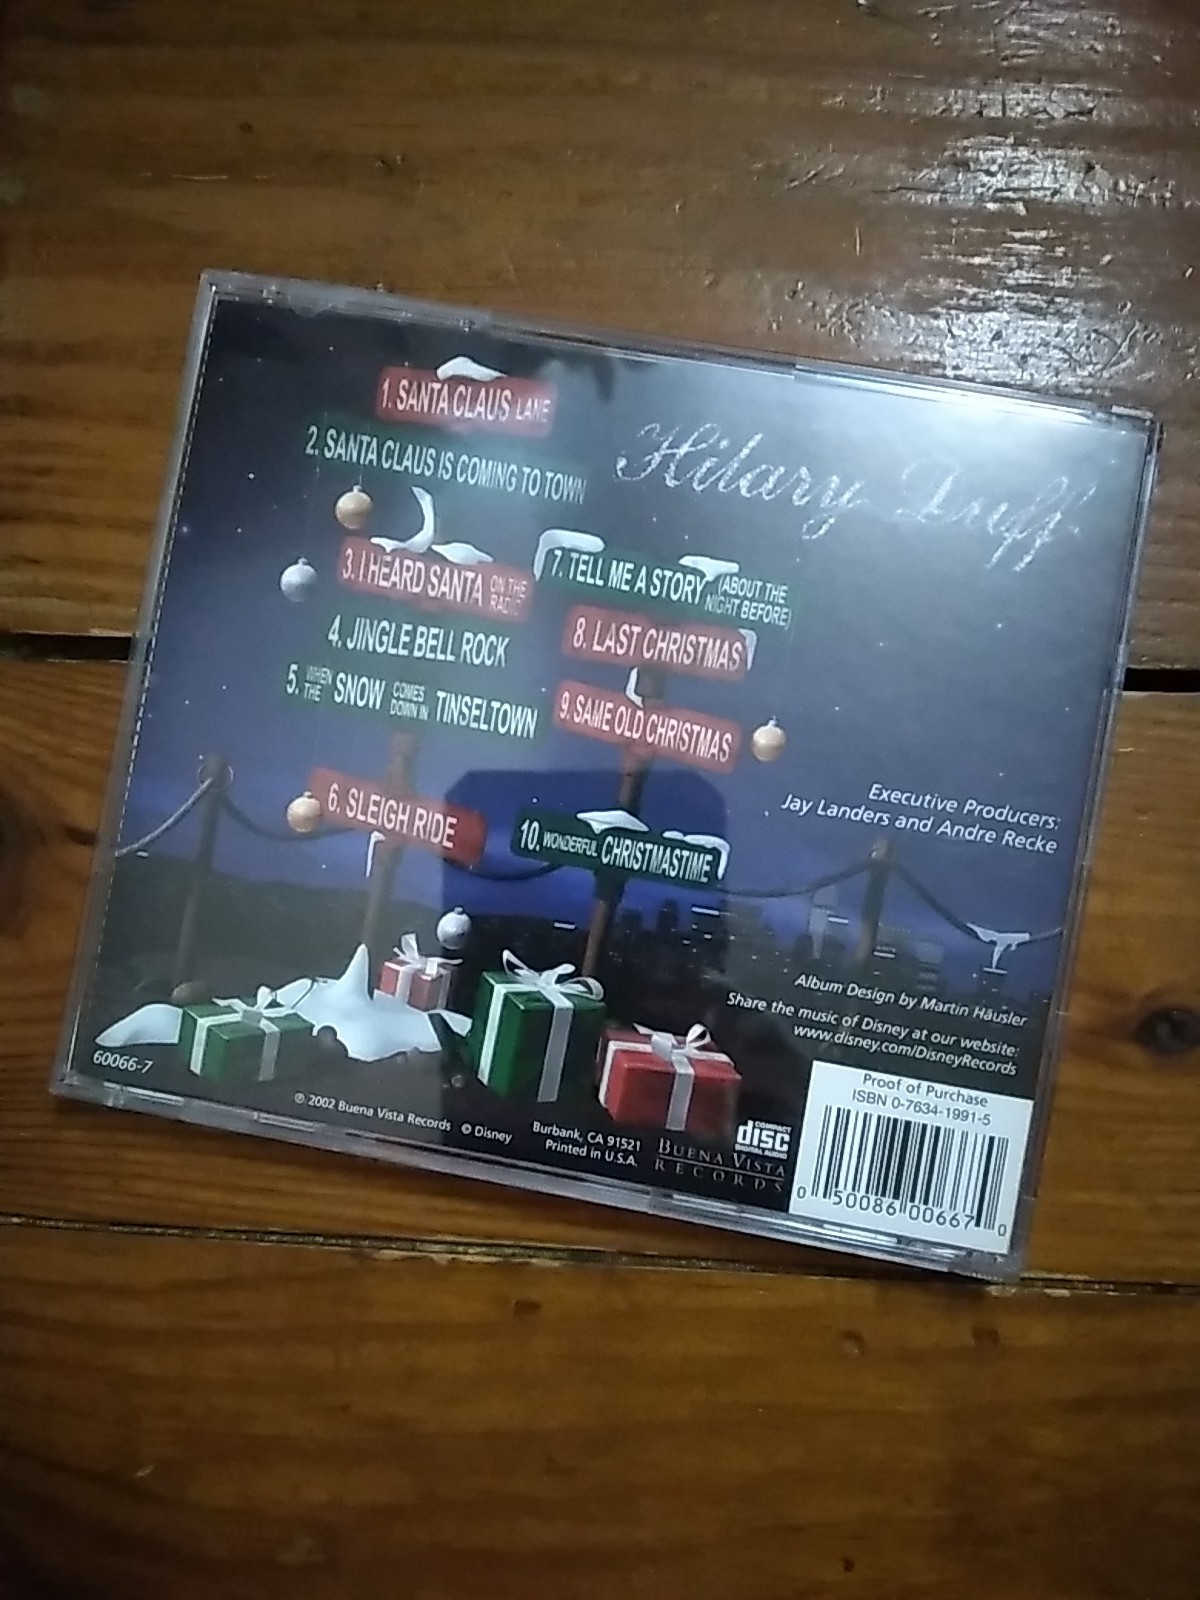 1. SANTA CLAUS LANE
2. SANTA CLAUS IS COMING TO TOWN
Hilary Duff
3. I HEARD SANTA ON THE RADIO
4. JINGLE BELL ROCK
5. WHEN THE SNOW COMES DOWN IN TINSELTOWN
6. SLEIGH RIDE
7. TELL ME A STORY (ABOUT THE NIGHT BEFORE)
8. LAST CHRISTMAS
9. SAME OLD CHRISTMAS
10. WONDERFUL CHRISTMASTIME
Executive Producers:
Jay Landers and Andre Recke
Album Design by Martin Häusler
Share the music of Disney at our website:
www.disney.com/DisneyRecords
60066-7
℗ 2002 Buena Vista Records © Disney
Burbank, CA 91521
Printed in U.S.A.
BUENA VISTA
RECORDS
COMPACT
disc
DIGITAL AUDIO
Proof of Purchase
ISBN 0-7634-1991-5
0 50086 00667 0